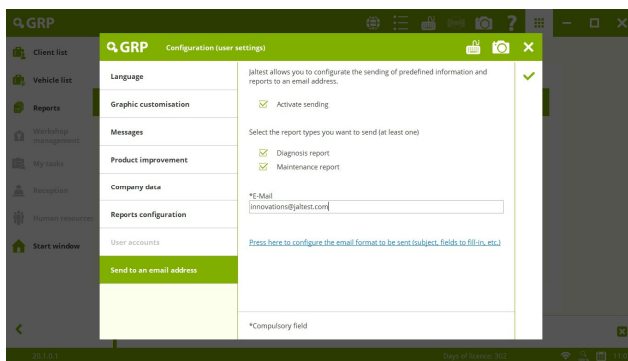 GRP
?
Client list
Vehicle list
Reports
Workshop
management
My tasks
Reception
Human resources
Start window
20.1.0.1
Days of licence: 302
GRP Configuration (user settings)
Language
Graphic customisation
Messages
Product improvement
Company data
Reports configuration
User accounts
Send to an email address
Jaltest allows you to configurate the sending of predefined information and
reports to an email address.
Activate sending
Select the report types you want to send (at least one)
Diagnosis report
Maintenance report
*E-Mail
innovations@jaltest.com
Press here to configure the email format to be sent (subject, fields to fill-in, etc.)
*Compulsory field